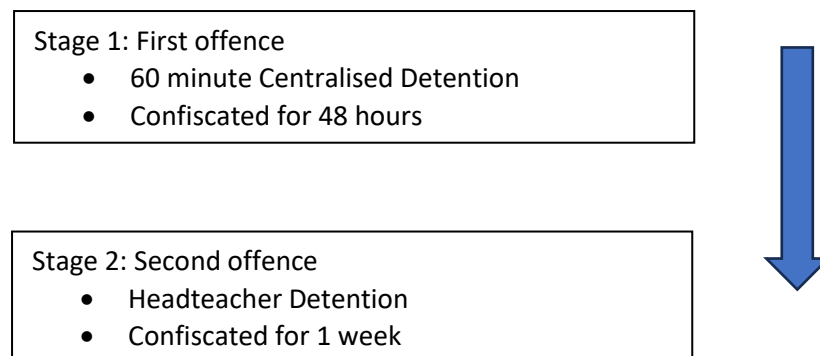 Stage 1: First offence
• 60 minute Centralised Detention
• Confiscated for 48 hours
Stage 2: Second offence
• Headteacher Detention
• Confiscated for 1 week